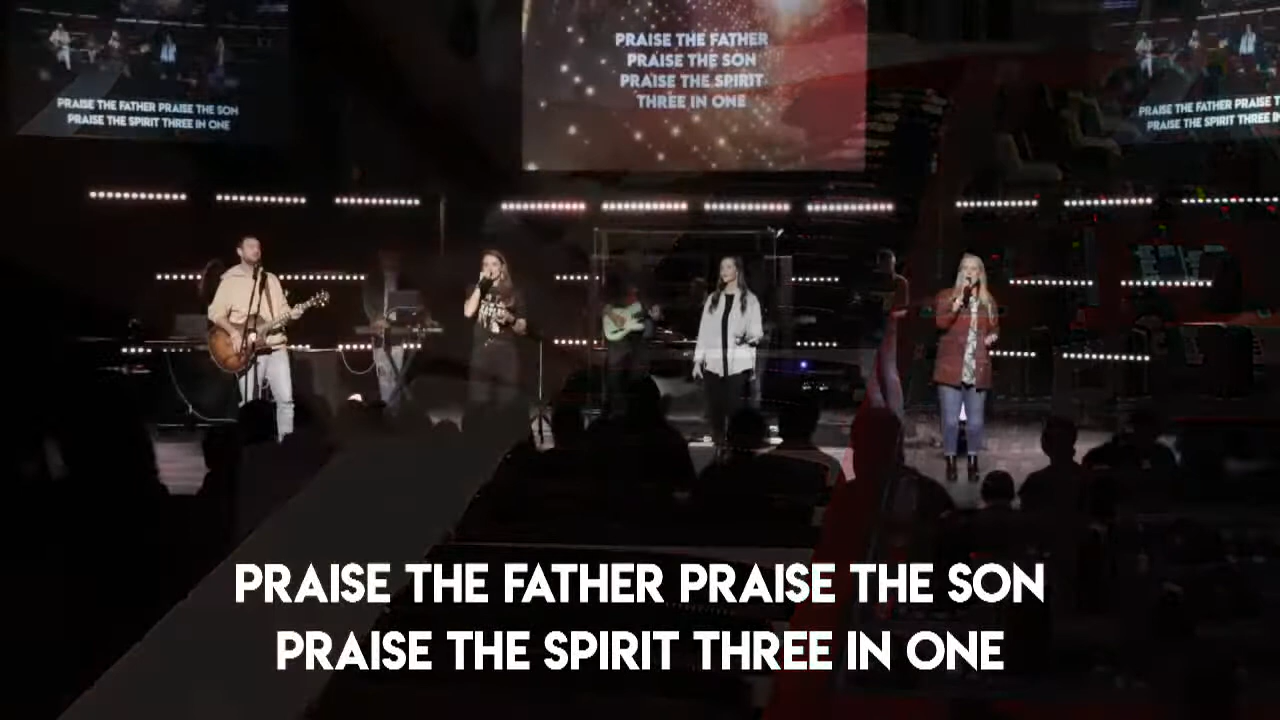 PRAISE THE FATHER
PRAISE THE SON
PRAISE THE SPIRIT
THREE IN ONE
PRAISE THE FATHER PRAISE THE SON
PRAISE THE SPIRIT THREE IN ONE
PRAISE THE FATHER PRAISE T
PRAISE THE SPIRIT THREE IN
PRAISE THE FATHER PRAISE THE SON
PRAISE THE SPIRIT THREE IN ONE